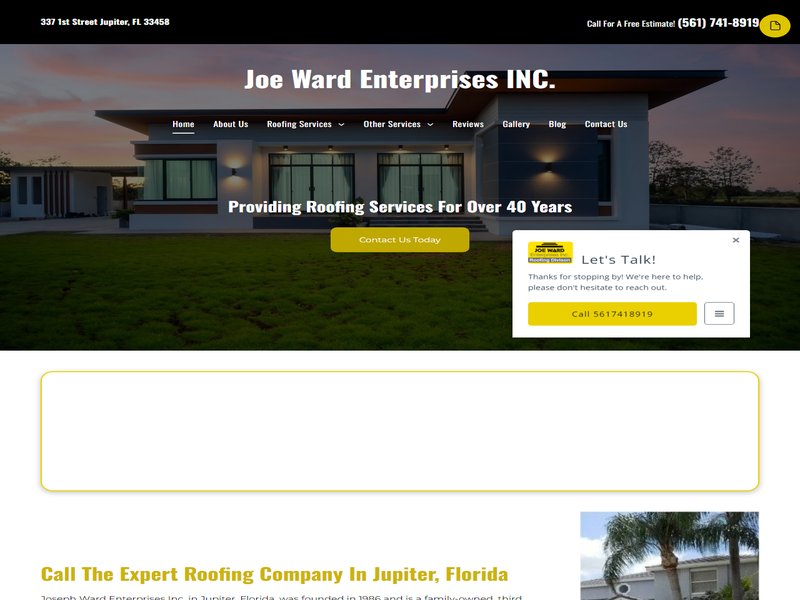 337 1st Street Jupiter, FL 33458
Call For A Free Estimate! (561) 741-8919
Joe Ward Enterprises INC.
Home About Us Roofing Services Other Services Reviews Gallery Blog Contact Us
Providing Roofing Services For Over 40 Years
Contact Us Today
JOE WARD
Enterprises Inc.
Roofing Division
Let's Talk!
Thanks for stopping by! We're here to help,
please don't hesitate to reach out.
Call 5617418919
Call The Expert Roofing Company In Jupiter, Florida
Joseph Ward Enterprises Inc. in Jupiter, Florida, was founded in 1986 and is a family-owned, third